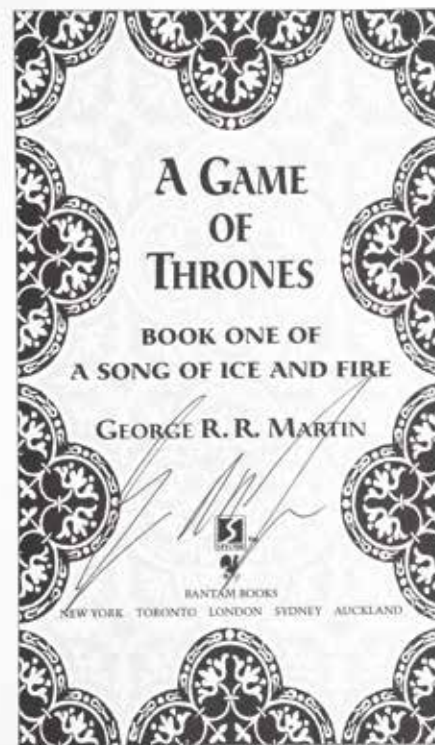 A GAME
OF
THRONES
BOOK ONE OF
A SONG OF ICE AND FIRE
GEORGE R. R. MARTIN
BANTAM BOOKS
NEW YORK TORONTO LONDON SYDNEY AUCKLAND